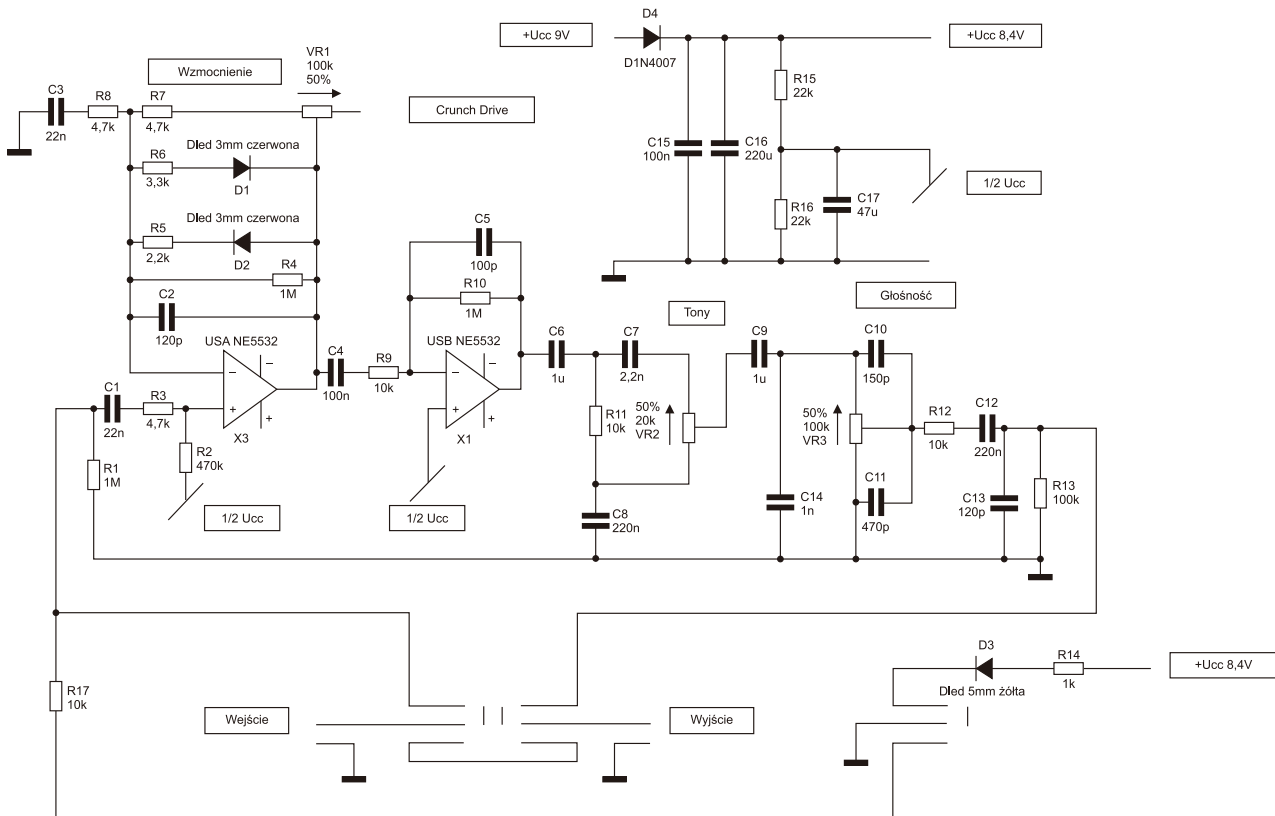 D4
+Ucc 9V
+Ucc 8,4V
D1N4007
VR1
100k
50%
Wzmocnienie
Crunch Drive
C3
22n
R8
4,7k
R7
4,7k
R15
22k
C15
100n
C16
220u
R6
3,3k
Dled 3mm czerwona
D1
1/2 Ucc
R16
22k
C17
47u
Dled 3mm czerwona
R5
2,2k
D2
C5
100p
R4
1M
R10
1M
C2
120p
Głośność
Tony
USA NE5532
USB NE5532
C6
1u
C7
2,2n
C9
1u
C10
150p
C4
100n
R9
10k
−
−
+
+
−
−
+
+
C1
22n
R3
4,7k
X3
X1
R11
10k
50%
20k
VR2
50%
100k
VR3
R12
10k
C12
220n
R1
1M
R2
470k
C11
470p
C14
1n
C13
120p
R13
100k
1/2 Ucc
1/2 Ucc
C8
220n
D3
R14
1k
+Ucc 8,4V
Dled 5mm żółta
R17
10k
Wejście
Wyjście